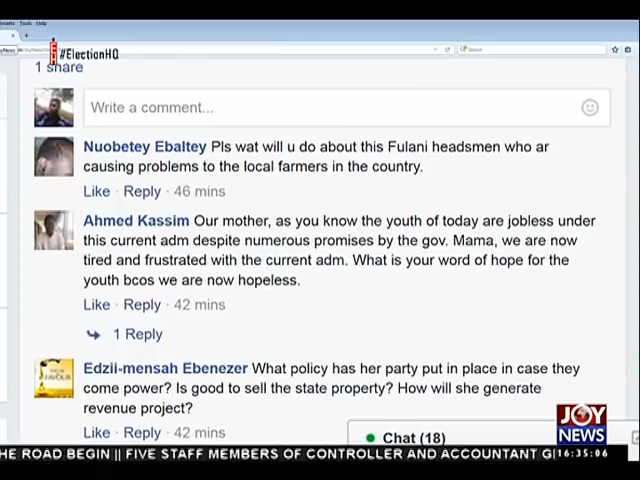 Tools Help
#ElectionHQ
Search
1 share
Write a comment...
Nuobetey Ebaltey Pls wat will u do about this Fulani headsmen who ar
causing problems to the local farmers in the country.
Like · Reply · 46 mins
Ahmed Kassim Our mother, as you know the youth of today are jobless under
this current adm despite numerous promises by the gov. Mama, we are now
tired and frustrated with the current adm. What is your word of hope for the
youth bcos we are now hopeless.
Like · Reply · 42 mins
1 Reply
Edzii-mensah Ebenezer What policy has her party put in place in case they
come power? Is good to sell the state property? How will she generate
revenue project?
Like · Reply · 42 mins
Chat (18)
JOY
NEWS
HE ROAD BEGIN || FIVE STAFF MEMBERS OF CONTROLLER AND ACCOUNTANT G
16:35:06